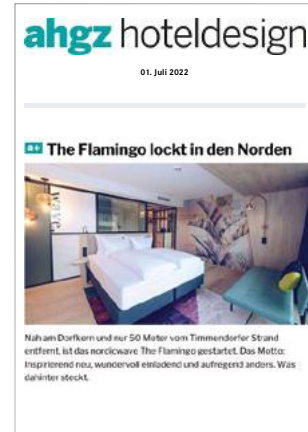 ahgz hoteldesign
01. Juli 2022
a+ The Flamingo lockt in den Norden
Nah am Dorfkern und nur 50 Meter vom Timmendorfer Strand
entfernt, ist das nordicwave The Flamingo gestartet. Das Motto:
Inspirierend neu, wundervoll einladend und aufregend anders. Was
dahinter steckt.